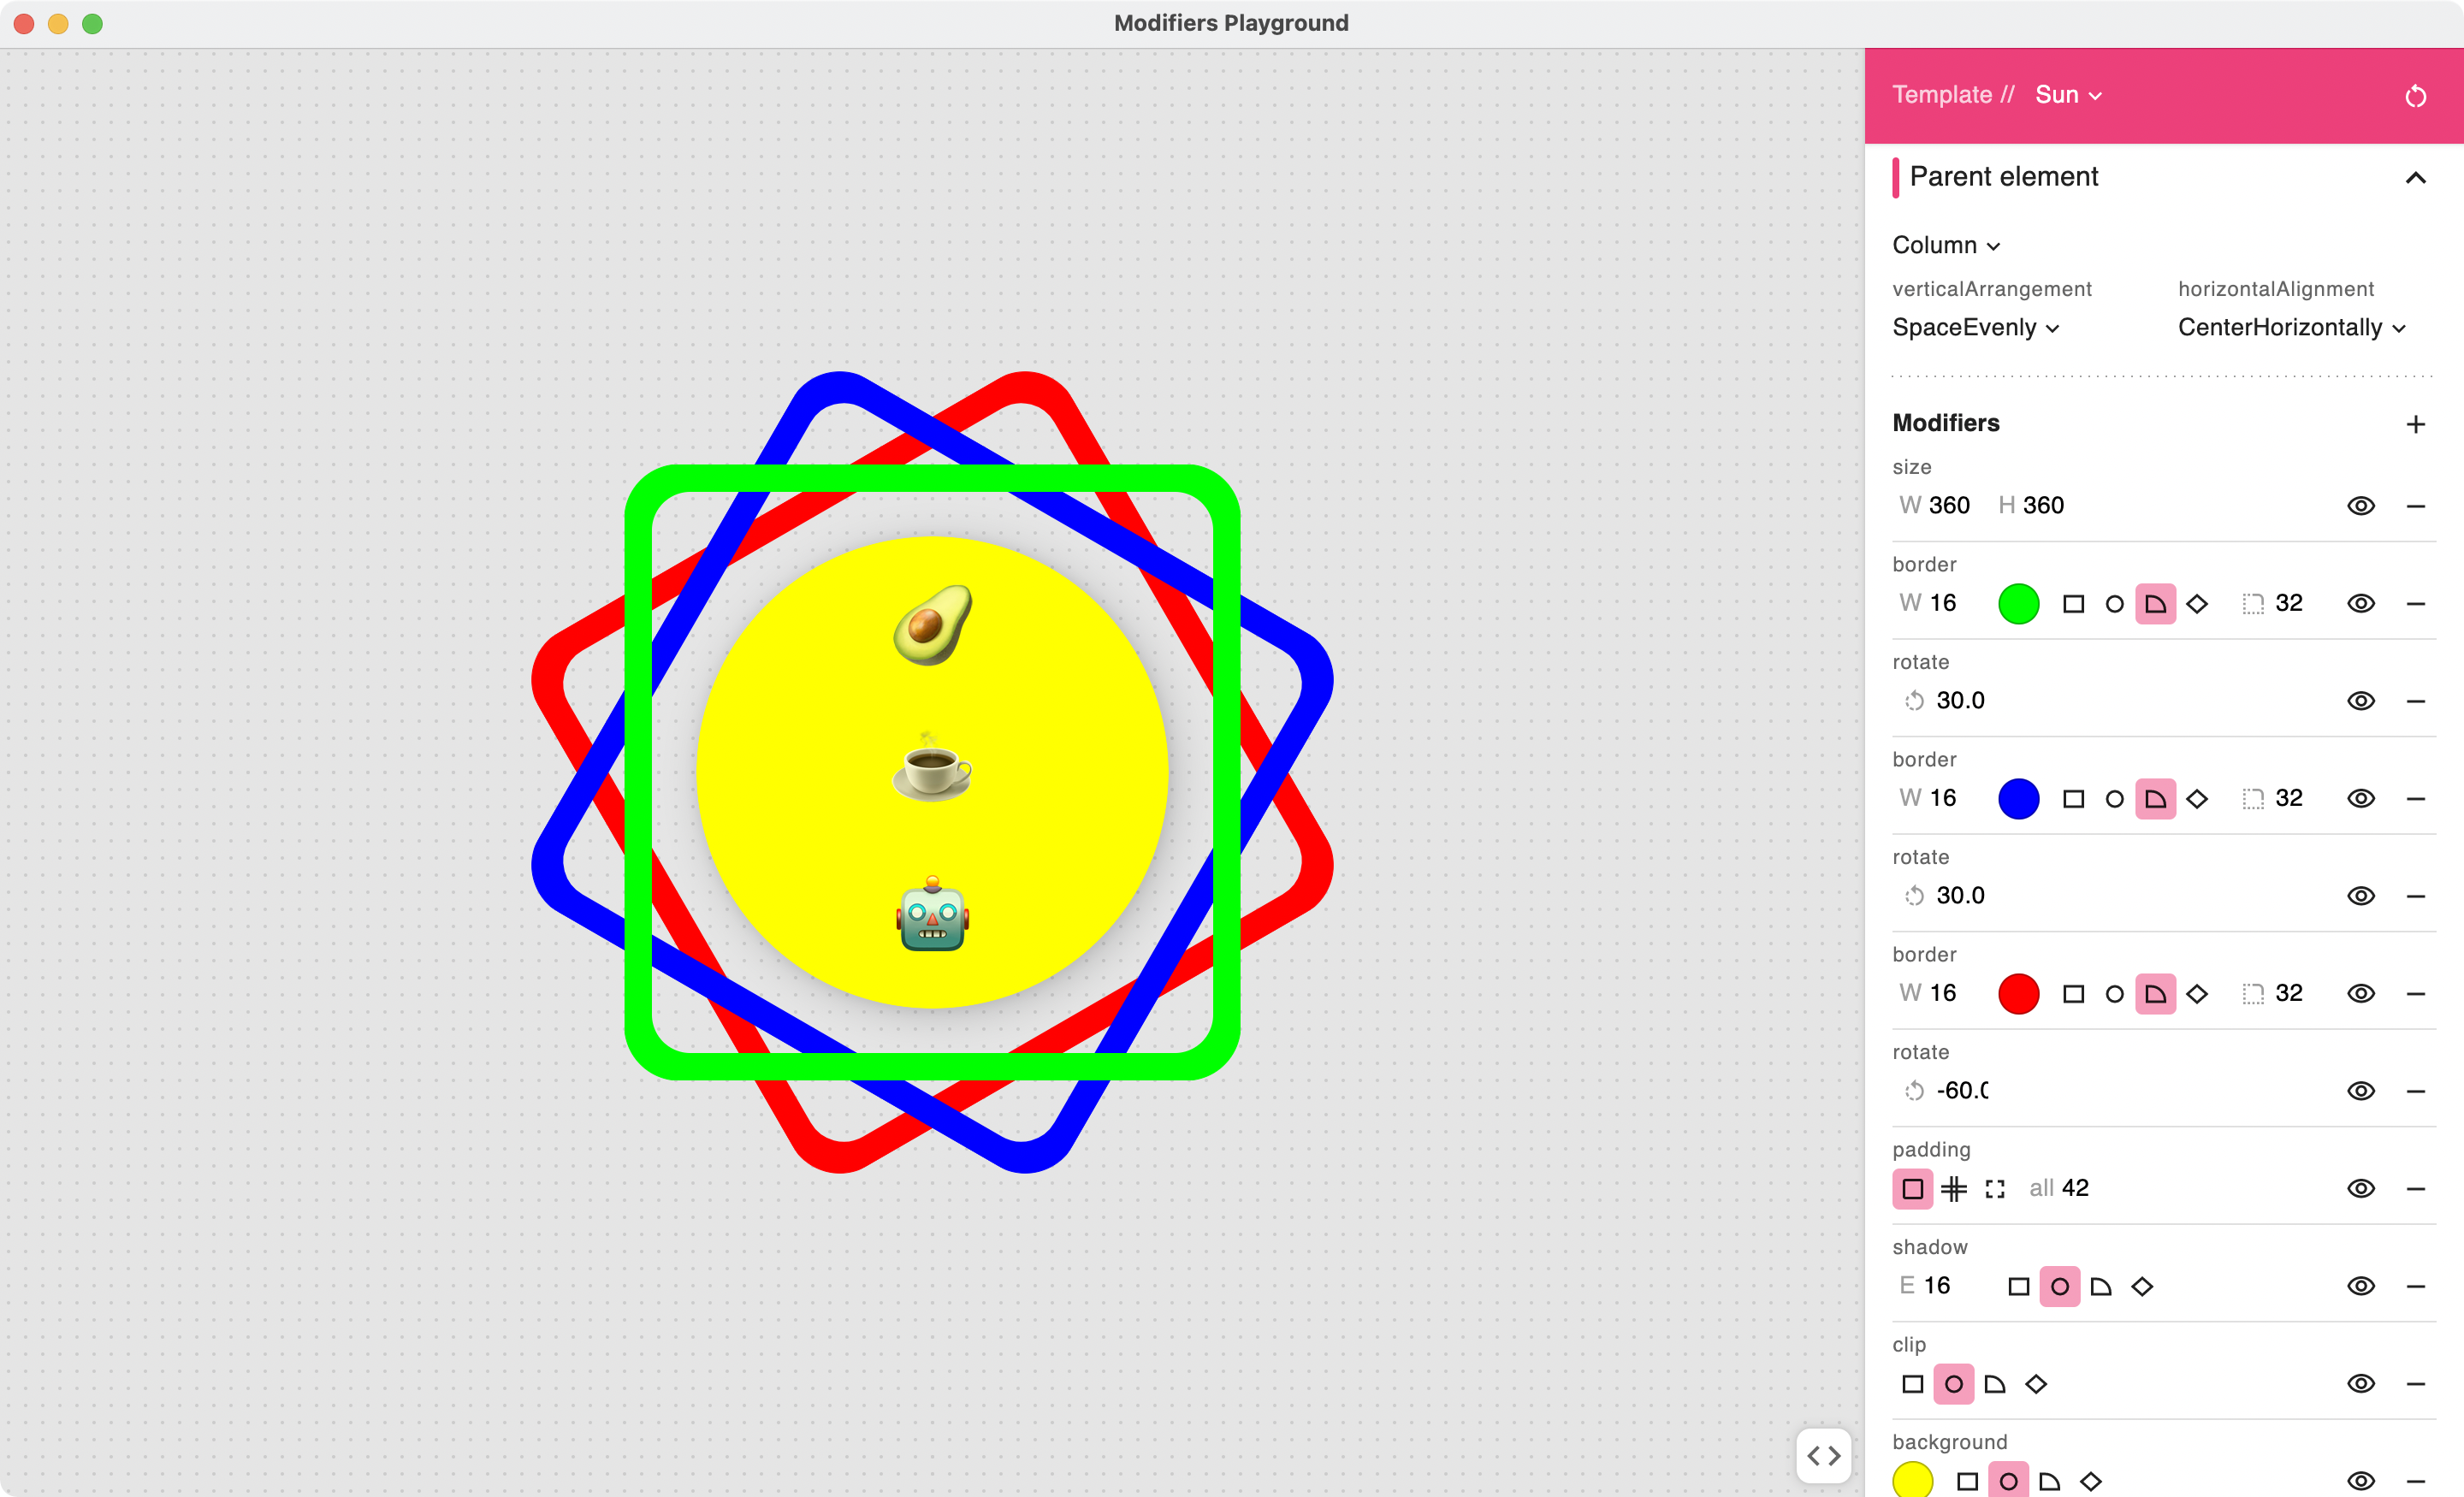 Modifiers Playground
Template // Sun
Parent element
Column
verticalArrangement horizontalAlignment
SpaceEvenly CenterHorizontally
Modifiers
size
W 360 H 360
border
W 16 32
rotate
30.0
border
W 16 32
rotate
30.0
border
W 16 32
rotate
-60.0
padding
all 42
shadow
E 16
clip
background